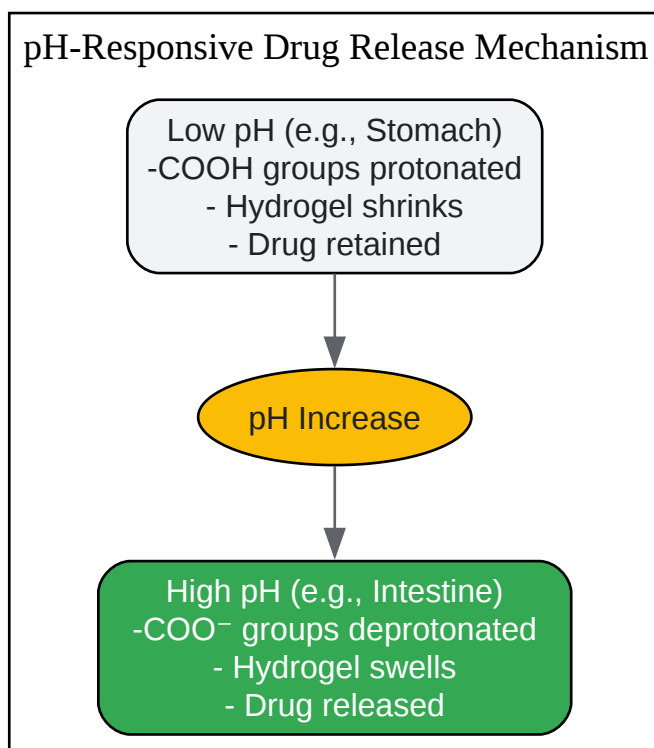 pH-Responsive Drug Release Mechanism
Low pH (e.g., Stomach)
-COOH groups protonated
- Hydrogel shrinks
- Drug retained
pH Increase
High pH (e.g., Intestine)
-COO⁻ groups deprotonated
- Hydrogel swells
- Drug released